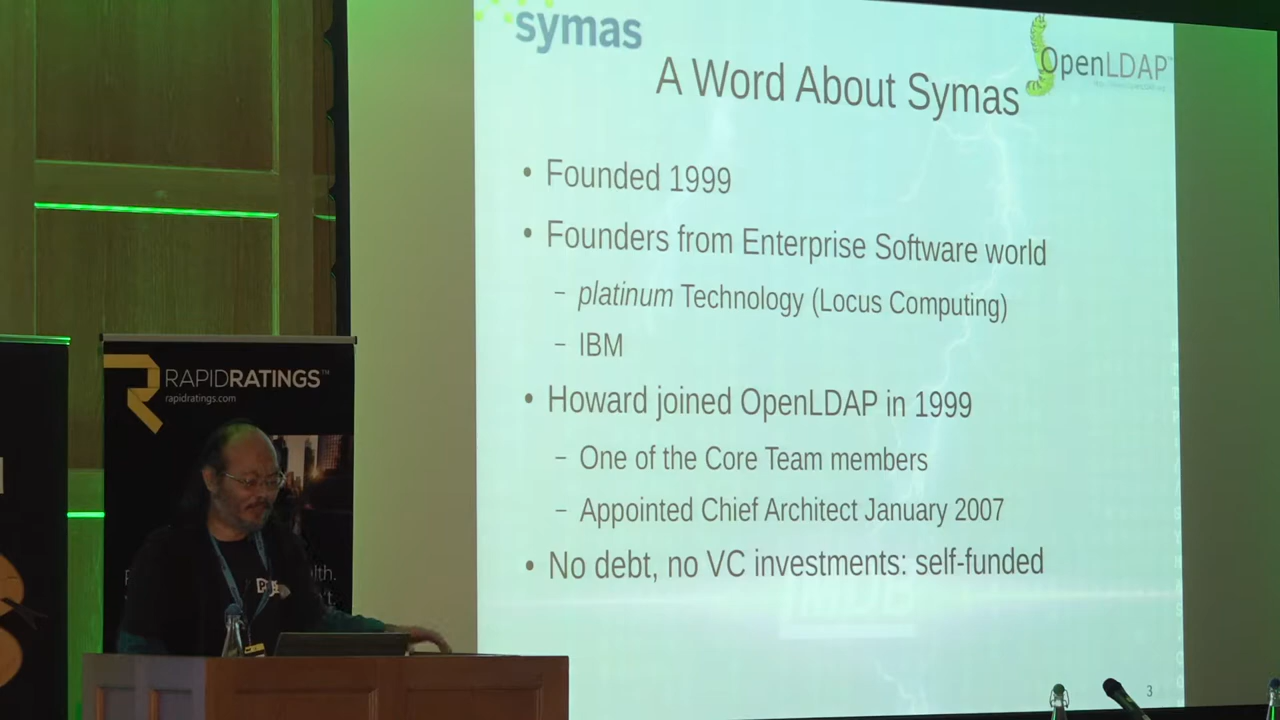 symas
OpenLDAP
A Word About Symas
• Founded 1999
• Founders from Enterprise Software world
– platinum Technology (Locus Computing)
– IBM
• Howard joined OpenLDAP in 1999
– One of the Core Team members
– Appointed Chief Architect January 2007
• No debt, no VC investments: self-funded
3
RAPIDRATINGS™
rapidratings.com